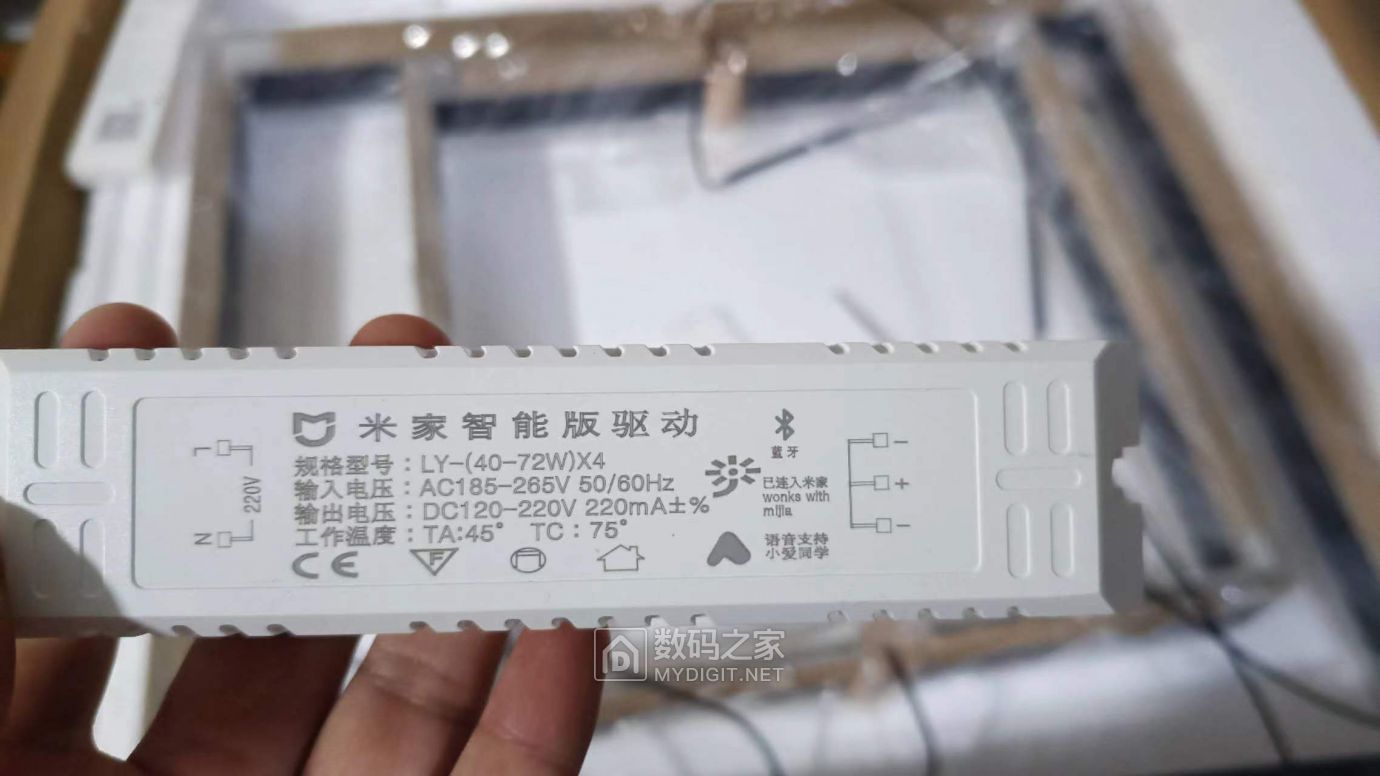 米家智能版驱动
规格型号：LY-(40-72W)X4
输入电压：AC185-265V 50/60Hz
输出电压：DC120-220V 220mA±%
工作温度：TA:45° TC：75°
CE
F
L
220V
N
蓝牙
已连入米家
wonks with
mijia
语音支持
小爱同学
−
+
−
数码之家
MYDIGIT.NET